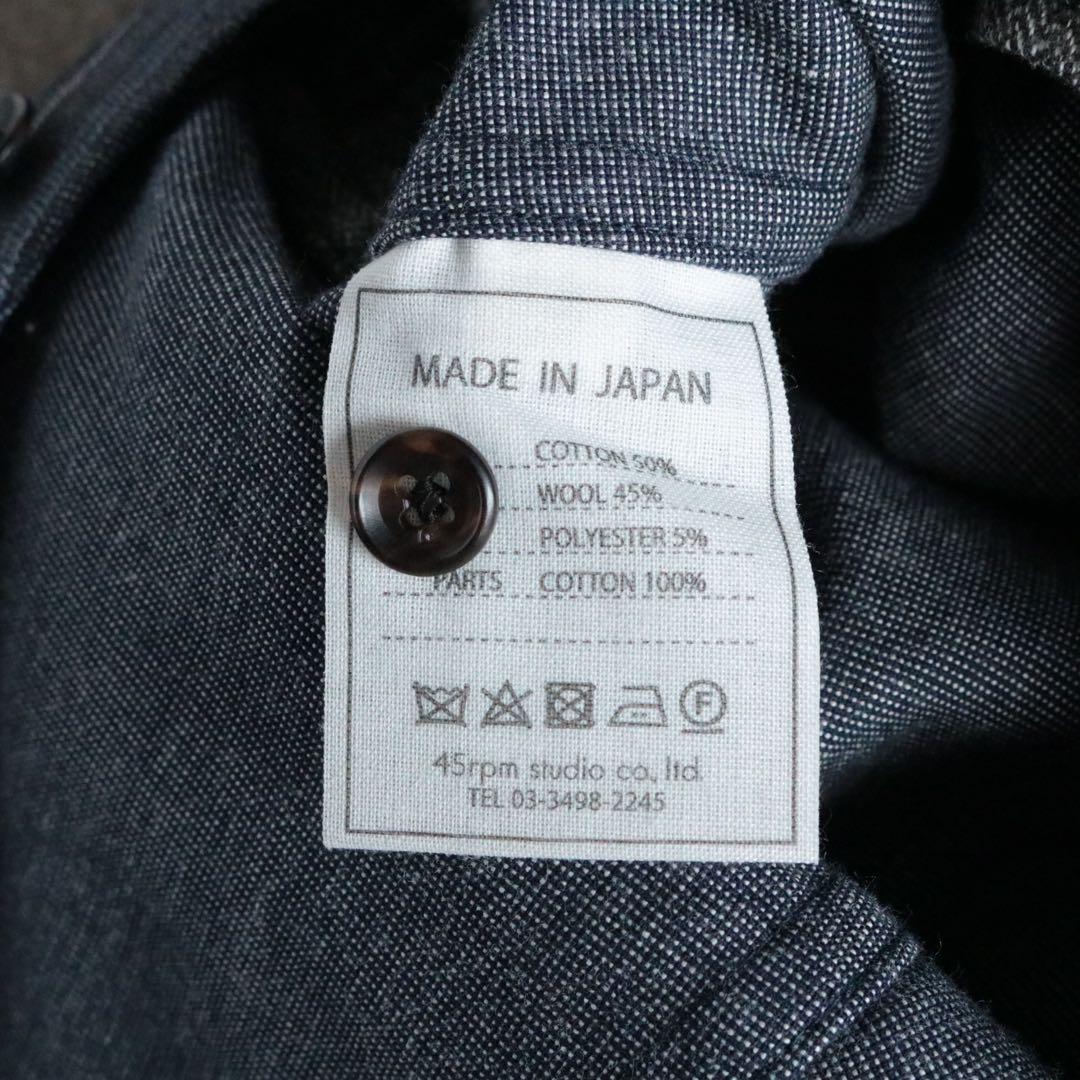 MADE IN JAPAN
COTTON 50%
WOOL 45%
POLYESTER 5%
PARTS COTTON 100%
F
45rpm studio co., ltd.
TEL 03-3498-2245